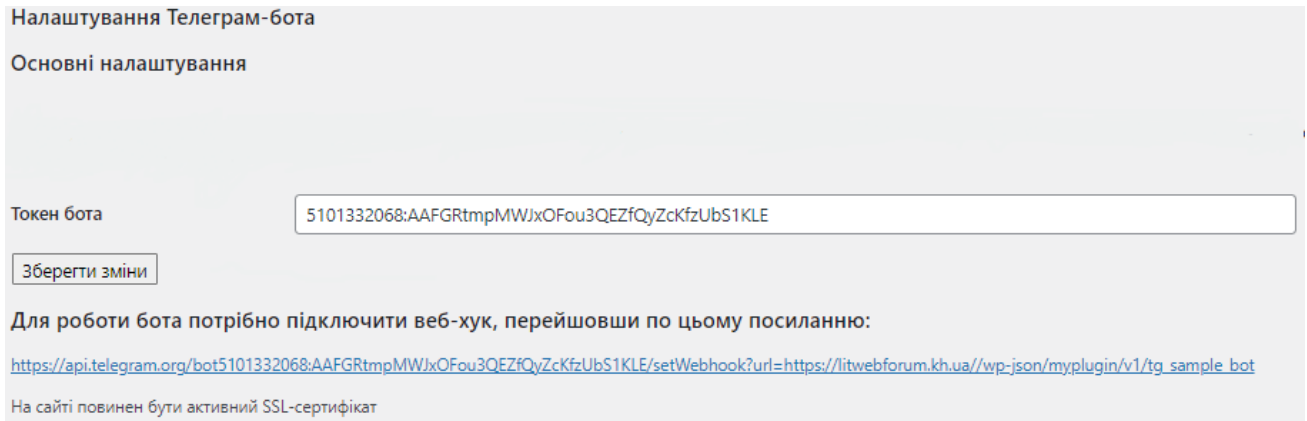 Налаштування Телеграм-бота
Основні налаштування
Токен бота
5101332068:AAFGRtmpMWJxOFou3QEZfQyZcKfzUbS1KLE
Зберегти зміни
Для роботи бота потрібно підключити веб-хук, перейшовши по цьому посиланню:
https://api.telegram.org/bot5101332068:AAFGRtmpMWJxOFou3QEZfQyZcKfzUbS1KLE/setWebhook?url=https://litwebforum.kh.ua//wp-json/myplugin/v1/tg_sample_bot
На сайті повинен бути активний SSL-сертифікат